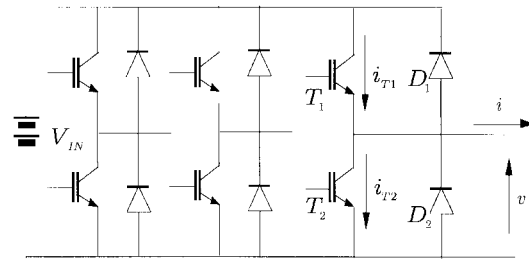 V_IN
T_1
i_T1
D_1
i
T_2
i_T2
D_2
v